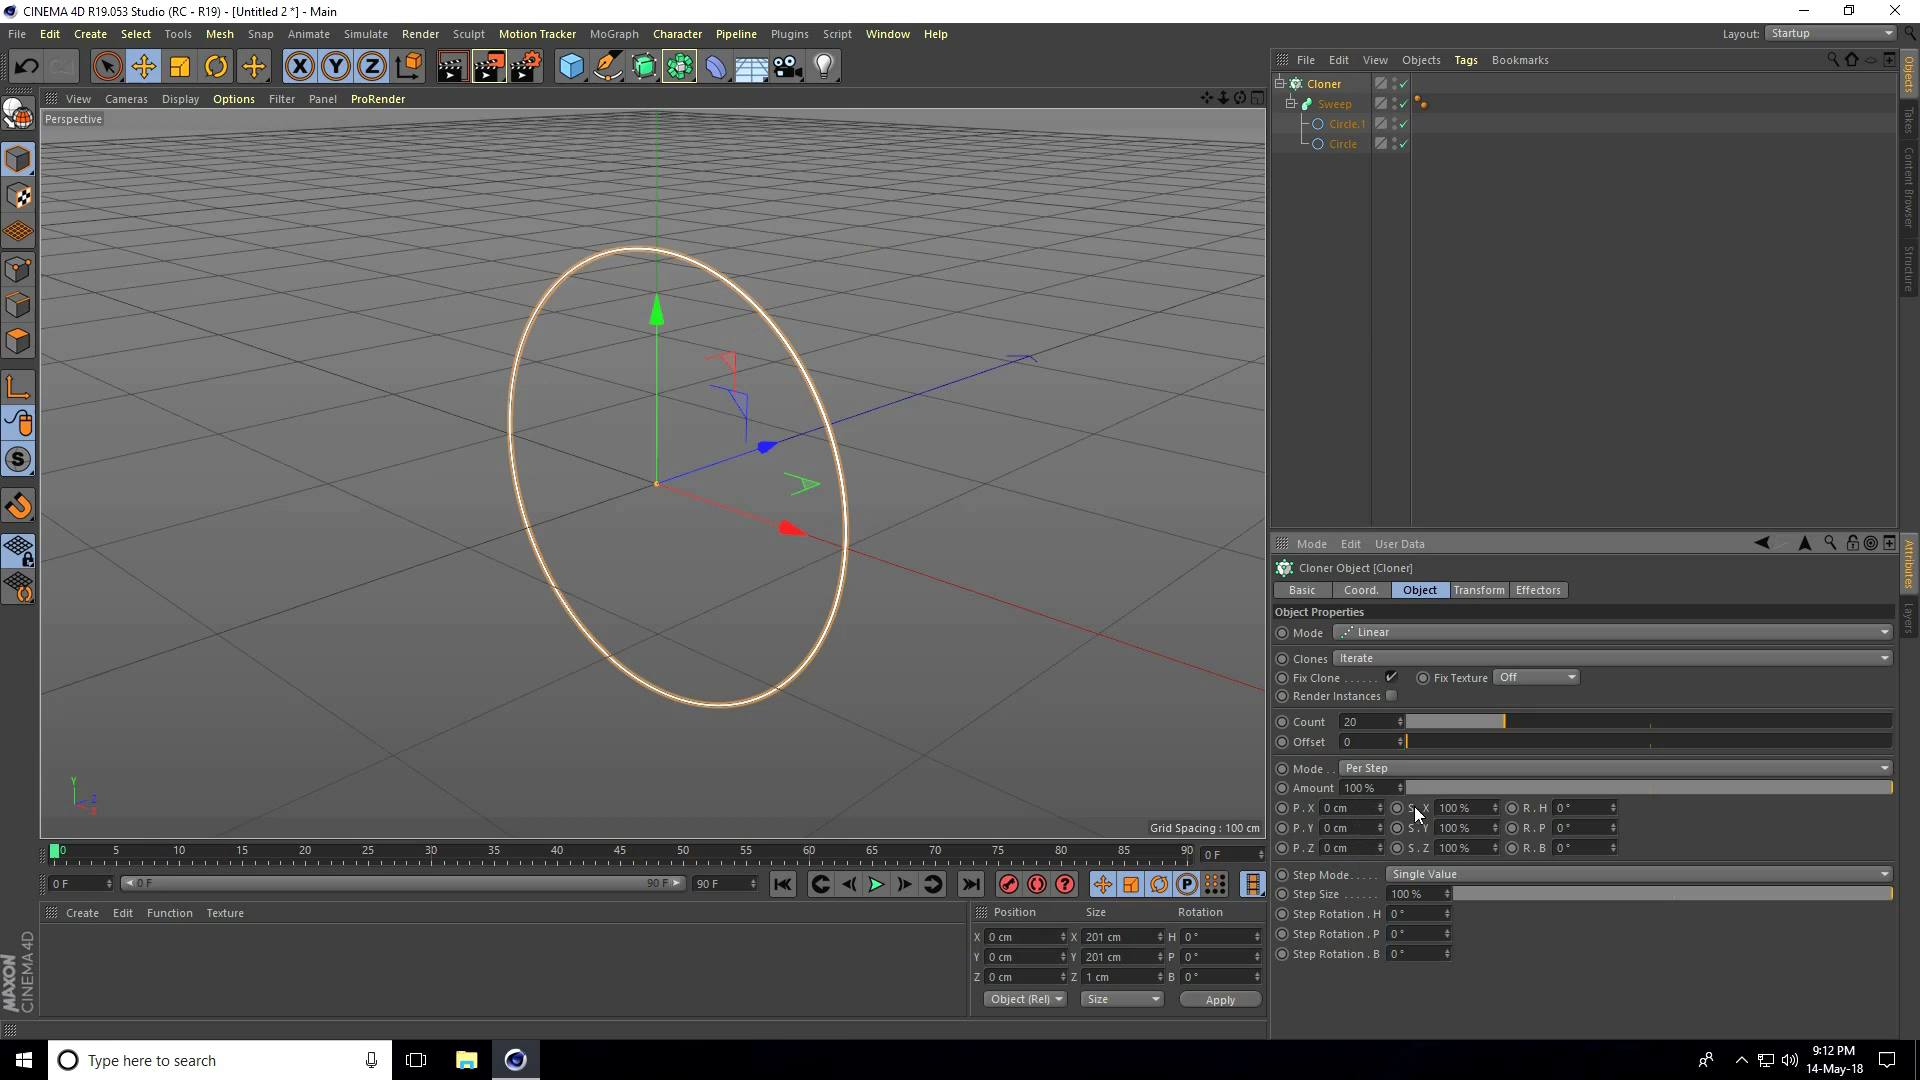 CINEMA 4D R19.053 Studio (RC - R19) - [Untitled 2 *] - Main
File Edit Create Select Tools Mesh Snap Animate Simulate Render Sculpt Motion Tracker MoGraph Character Pipeline Plugins Script Window Help
Layout: Startup
View Cameras Display Options Filter Panel ProRender
Perspective
Y
Z
X
Grid Spacing : 100 cm
0 5 10 15 20 25 30 35 40 45 50 55 60 65 70 75 80 85 90
0 F
0 F 0 F 90 F 90 F
Create Edit Function Texture
MAXON
CINEMA 4D
Position Size Rotation
X 0 cm X 201 cm H 0 °
Y 0 cm Y 201 cm P 0 °
Z 0 cm Z 1 cm B 0 °
Object (Rel) Size Apply
File Edit View Objects Tags Bookmarks
Cloner
Sweep
Circle.1
Circle
Objects
Takes
Content Browser
Structure
Mode Edit User Data
Cloner Object [Cloner]
Basic Coord. Object Transform Effectors
Object Properties
Mode Linear
Clones Iterate
Fix Clone ...... Fix Texture Off
Render Instances
Count 20
Offset 0
Mode .. Per Step
Amount 100 %
P . X 0 cm S . X 100 % R . H 0 °
P . Y 0 cm S . Y 100 % R . P 0 °
P . Z 0 cm S . Z 100 % R . B 0 °
Step Mode..... Single Value
Step Size ...... 100 %
Step Rotation . H 0 °
Step Rotation . P 0 °
Step Rotation . B 0 °
Attributes
Layers
Type here to search
9:12 PM
14-May-18